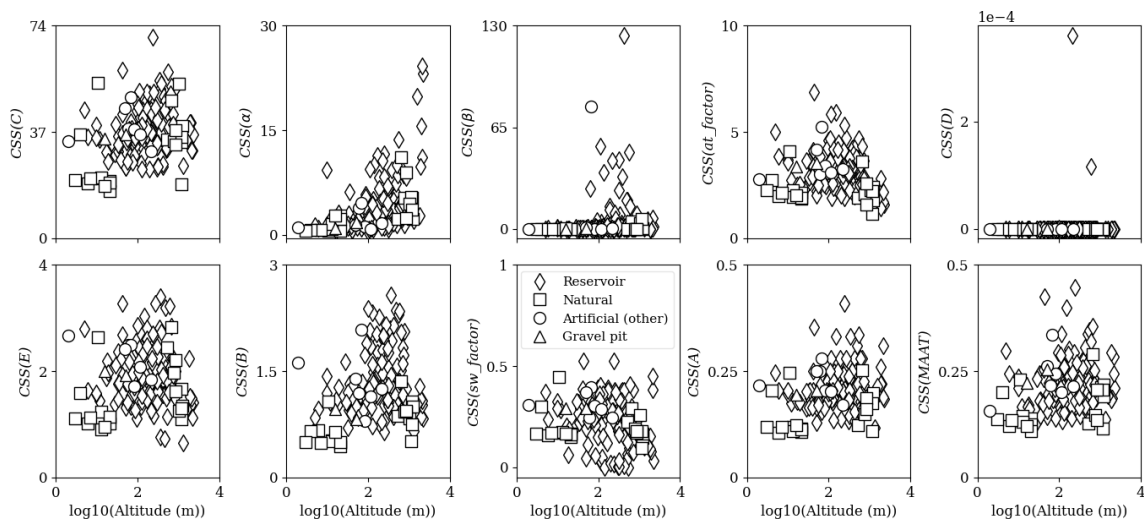 1e−4
74
37
0
CSS(C)
15
0
CSS(α)
130
65
0
CSS(β)
10
5
0
CSS(at_factor)
2
0
CSS(D)
4
3
2
1
0
CSS(E)
0 2 4
log10(Altitude (m))
3
1.5
0
CSS(B)
0 2 4
log10(Altitude (m))
1
0.5
0
CSS(sw_factor)
Reservoir
Natural
Artificial (other)
Gravel pit
0 2 4
log10(Altitude (m))
0.5
0.25
0
CSS(A)
0 2 4
log10(Altitude (m))
0.5
0.25
0
CSS(MAAT)
0 2 4
log10(Altitude (m))